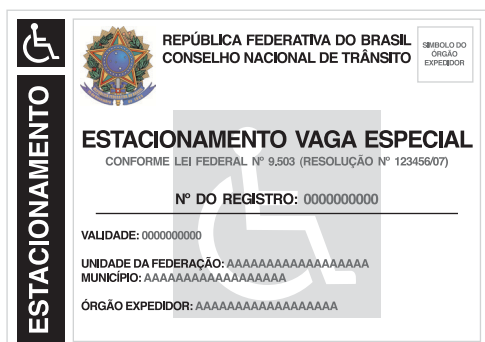 ESTACIONAMENTO
REPÚBLICA FEDERATIVA DO BRASIL
CONSELHO NACIONAL DE TRÂNSITO
SIMBOLO DO
ÓRGÃO
EXPEDIDOR
ESTACIONAMENTO VAGA ESPECIAL
CONFORME LEI FEDERAL Nº 9.503 (RESOLUÇÃO Nº 123456/07)
Nº DO REGISTRO: 0000000000
VALIDADE: 0000000000
UNIDADE DA FEDERAÇÃO: AAAAAAAAAAAAAAAAAA
MUNICÍPIO: AAAAAAAAAAAAAAAAAA
ÓRGÃO EXPEDIDOR: AAAAAAAAAAAAAAAAAA